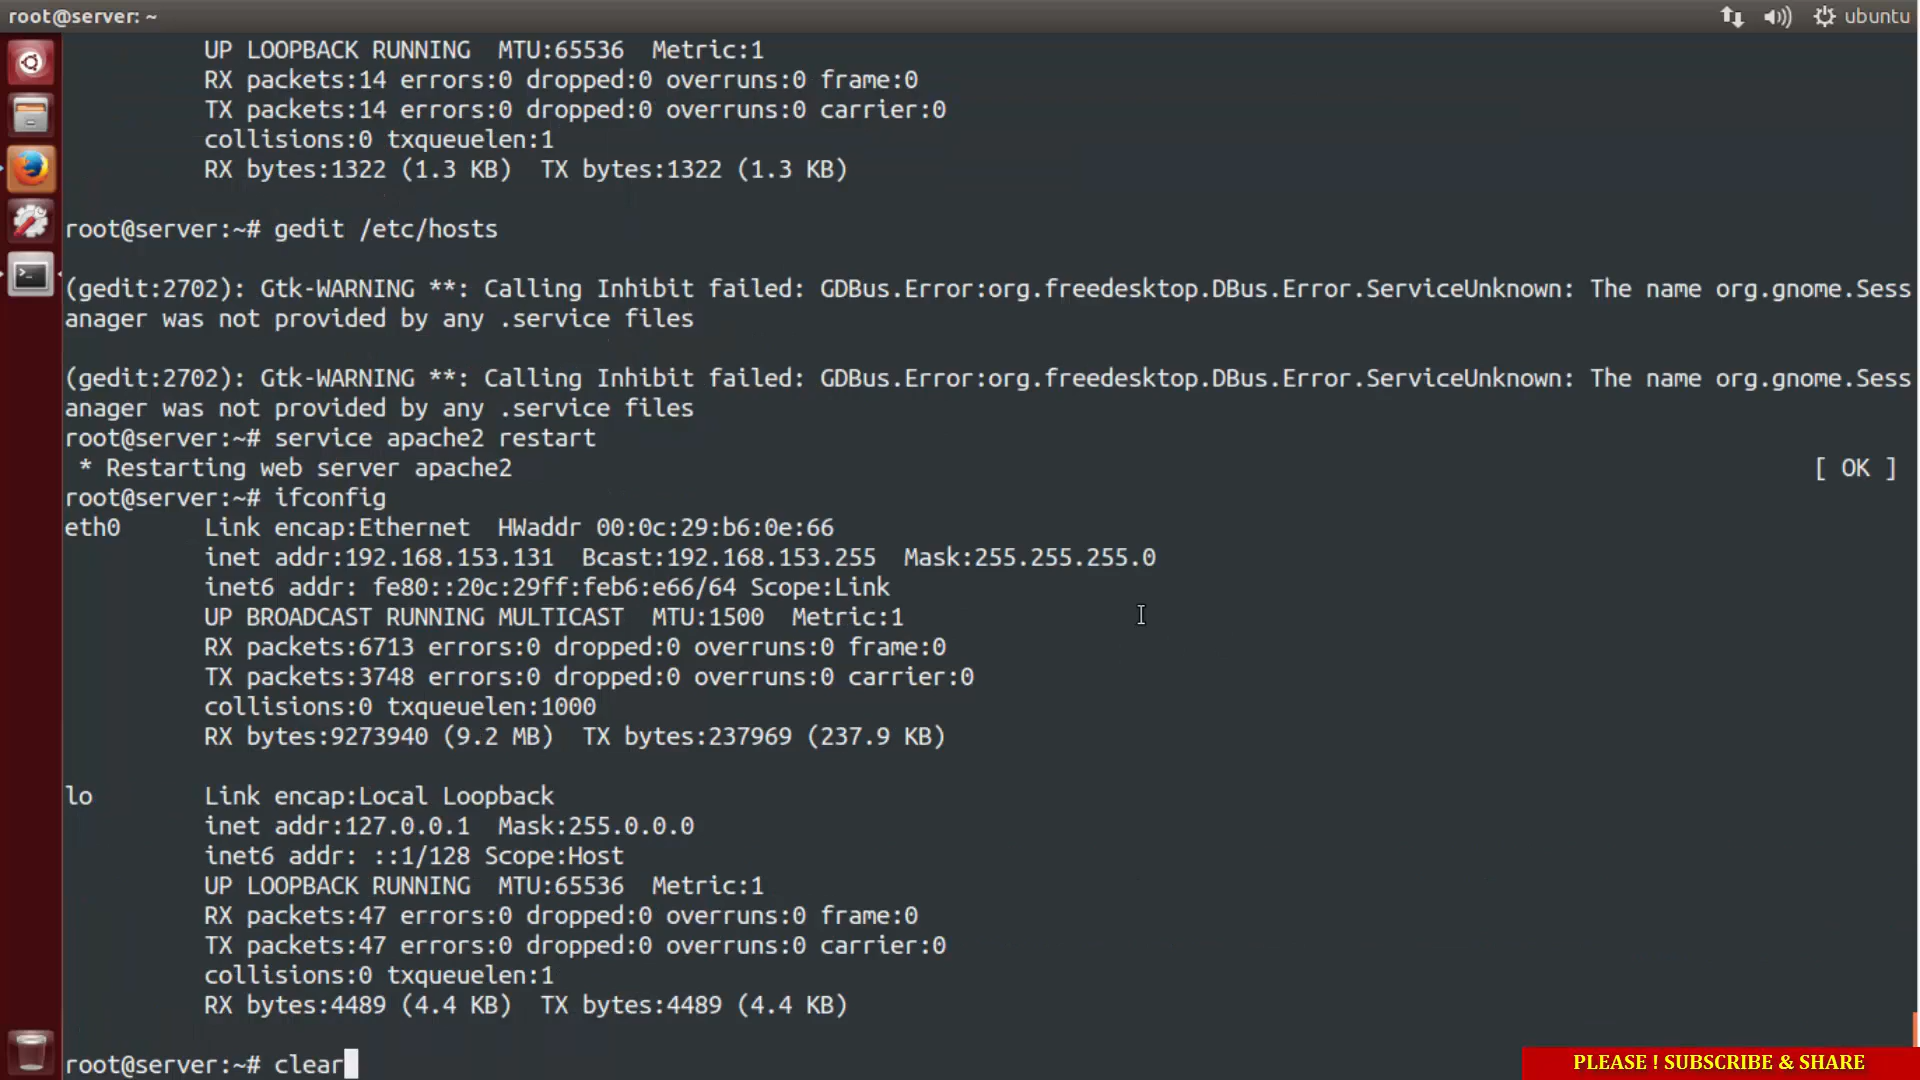 root@server: ~
ubuntu
UP LOOPBACK RUNNING  MTU:65536  Metric:1
RX packets:14 errors:0 dropped:0 overruns:0 frame:0
TX packets:14 errors:0 dropped:0 overruns:0 carrier:0
collisions:0 txqueuelen:1
RX bytes:1322 (1.3 KB)  TX bytes:1322 (1.3 KB)
root@server:~# gedit /etc/hosts
(gedit:2702): Gtk-WARNING **: Calling Inhibit failed: GDBus.Error:org.freedesktop.DBus.Error.ServiceUnknown: The name org.gnome.Sess
anager was not provided by any .service files
(gedit:2702): Gtk-WARNING **: Calling Inhibit failed: GDBus.Error:org.freedesktop.DBus.Error.ServiceUnknown: The name org.gnome.Sess
anager was not provided by any .service files
root@server:~# service apache2 restart
* Restarting web server apache2 [ OK ]
root@server:~# ifconfig
eth0 Link encap:Ethernet  HWaddr 00:0c:29:b6:0e:66
inet addr:192.168.153.131  Bcast:192.168.153.255  Mask:255.255.255.0
inet6 addr: fe80::20c:29ff:feb6:e66/64 Scope:Link
UP BROADCAST RUNNING MULTICAST  MTU:1500  Metric:1
RX packets:6713 errors:0 dropped:0 overruns:0 frame:0
TX packets:3748 errors:0 dropped:0 overruns:0 carrier:0
collisions:0 txqueuelen:1000
RX bytes:9273940 (9.2 MB)  TX bytes:237969 (237.9 KB)
lo Link encap:Local Loopback
inet addr:127.0.0.1  Mask:255.0.0.0
inet6 addr: ::1/128 Scope:Host
UP LOOPBACK RUNNING  MTU:65536  Metric:1
RX packets:47 errors:0 dropped:0 overruns:0 frame:0
TX packets:47 errors:0 dropped:0 overruns:0 carrier:0
collisions:0 txqueuelen:1
RX bytes:4489 (4.4 KB)  TX bytes:4489 (4.4 KB)
root@server:~# clear
PLEASE ! SUBSCRIBE & SHARE